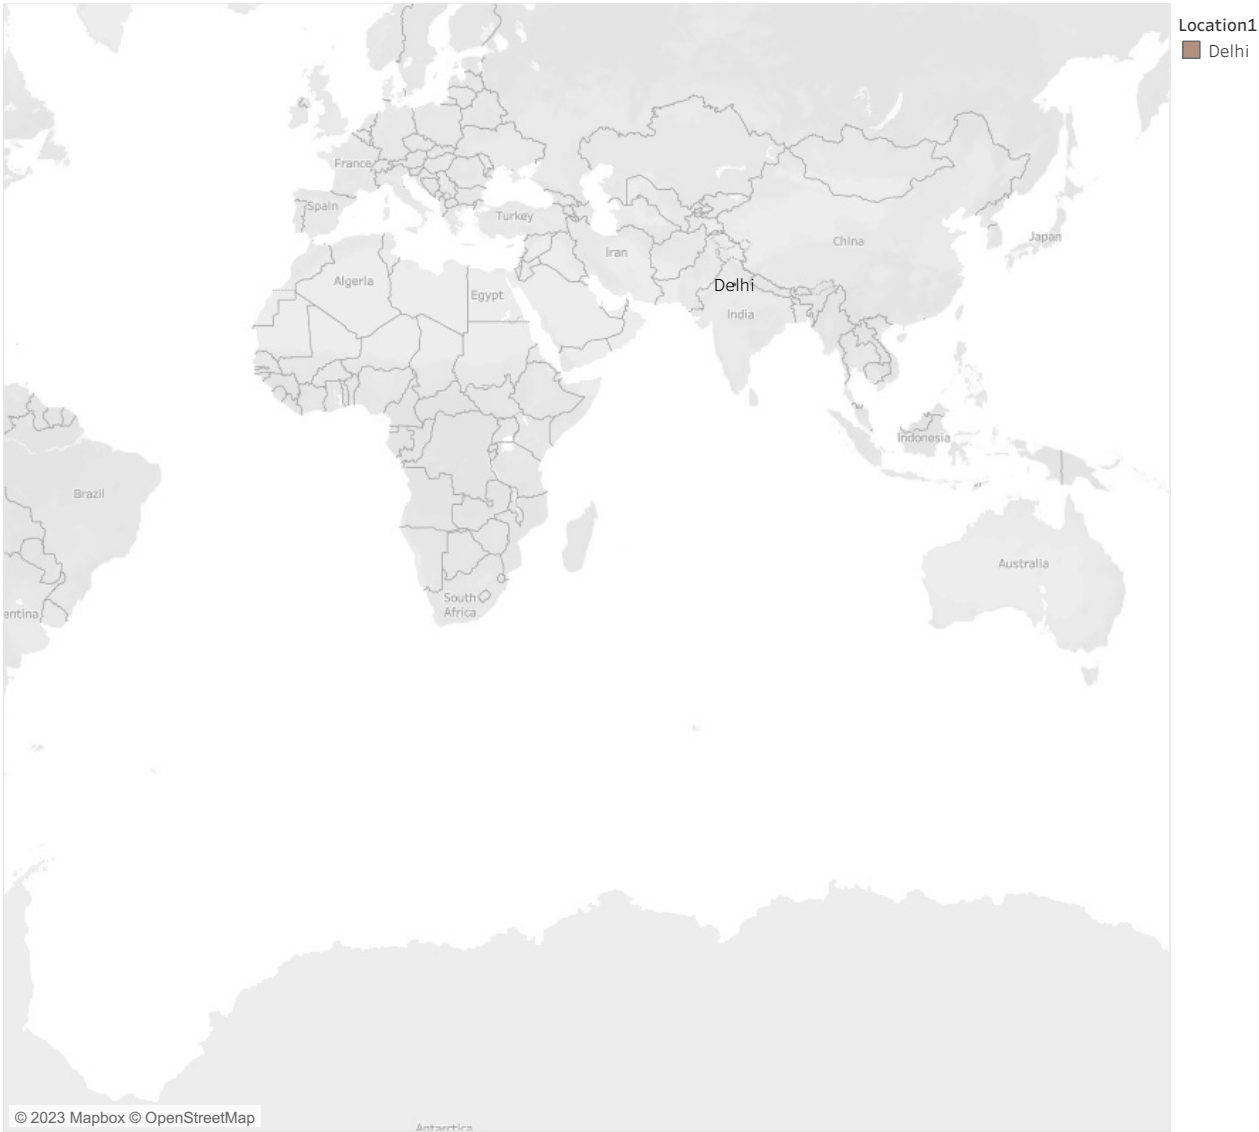 Location1
Delhi
France
Spain
Turkey
China
Japan
Iran
Algeria
Egypt
Delhi
India
Indonesia
Brazil
Australia
South
Africa
entina
© 2023 Mapbox © OpenStreetMap
Antarctica